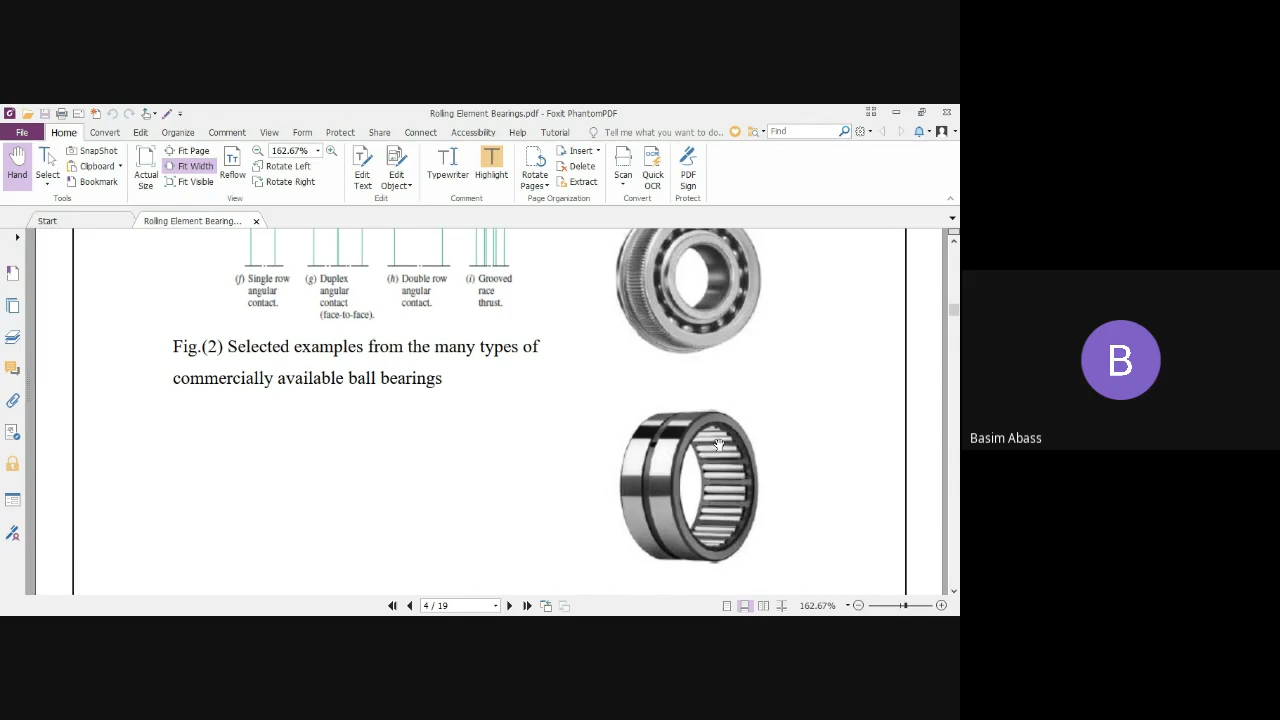 Rolling Element Bearings.pdf - Foxit PhantomPDF
File Home Convert Edit Organize Comment View Form Protect Share Connect Accessibility Help Tutorial Tell me what you want to do.. Find
Hand
Select
SnapShot
Clipboard
Bookmark
Tools
Actual Size
Fit Page
Fit Width
Fit Visible
Reflow
162.67%
Rotate Left
Rotate Right
View
Edit Text
Edit Object
Edit
Typewriter
Highlight
Comment
Rotate Pages
Insert
Delete
Extract
Page Organization
Scan
Quick OCR
OCR
Convert
PDF Sign
Protect
Start
Rolling Element Bearing...
(f) Single row angular contact.
(g) Duplex angular contact (face-to-face).
(h) Double row angular contact.
(i) Grooved race thrust.
Fig.(2) Selected examples from the many types of
commercially available ball bearings
4 / 19
162.67%
B
Basim Abass